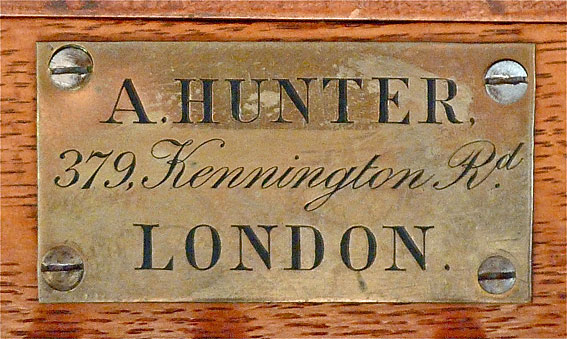 A. HUNTER,
379, Kennington Rd.
LONDON.